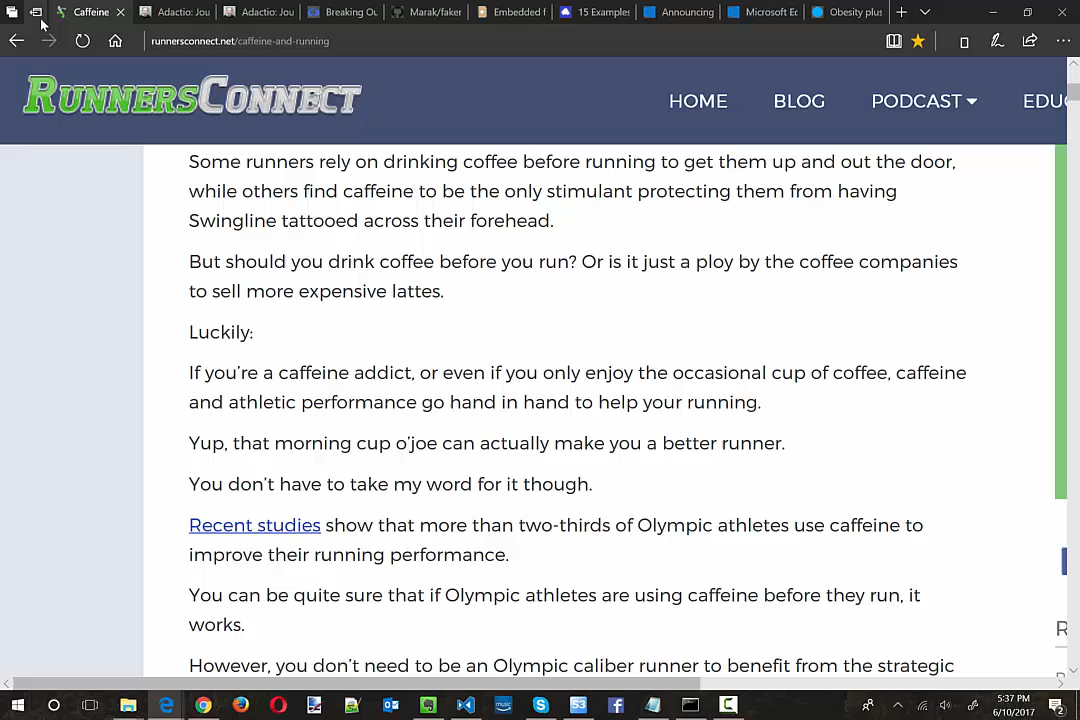 Caffeine
Adactio: Jou
Adactio: Jou
Breaking Ou
Marak/faker
Embedded f
15 Examples
Announcing
Microsoft Ec
Obesity plus
runnersconnect.net/caffeine-and-running
RUNNERSCONNECT
HOME
BLOG
PODCAST
EDUC
Some runners rely on drinking coffee before running to get them up and out the door,
while others find caffeine to be the only stimulant protecting them from having
Swingline tattooed across their forehead.
But should you drink coffee before you run? Or is it just a ploy by the coffee companies
to sell more expensive lattes.
Luckily:
If you're a caffeine addict, or even if you only enjoy the occasional cup of coffee, caffeine
and athletic performance go hand in hand to help your running.
Yup, that morning cup o'joe can actually make you a better runner.
You don't have to take my word for it though.
Recent studies show that more than two-thirds of Olympic athletes use caffeine to
improve their running performance.
You can be quite sure that if Olympic athletes are using caffeine before they run, it
works.
However, you don't need to be an Olympic caliber runner to benefit from the strategic
R
5:37 PM
6/10/2017